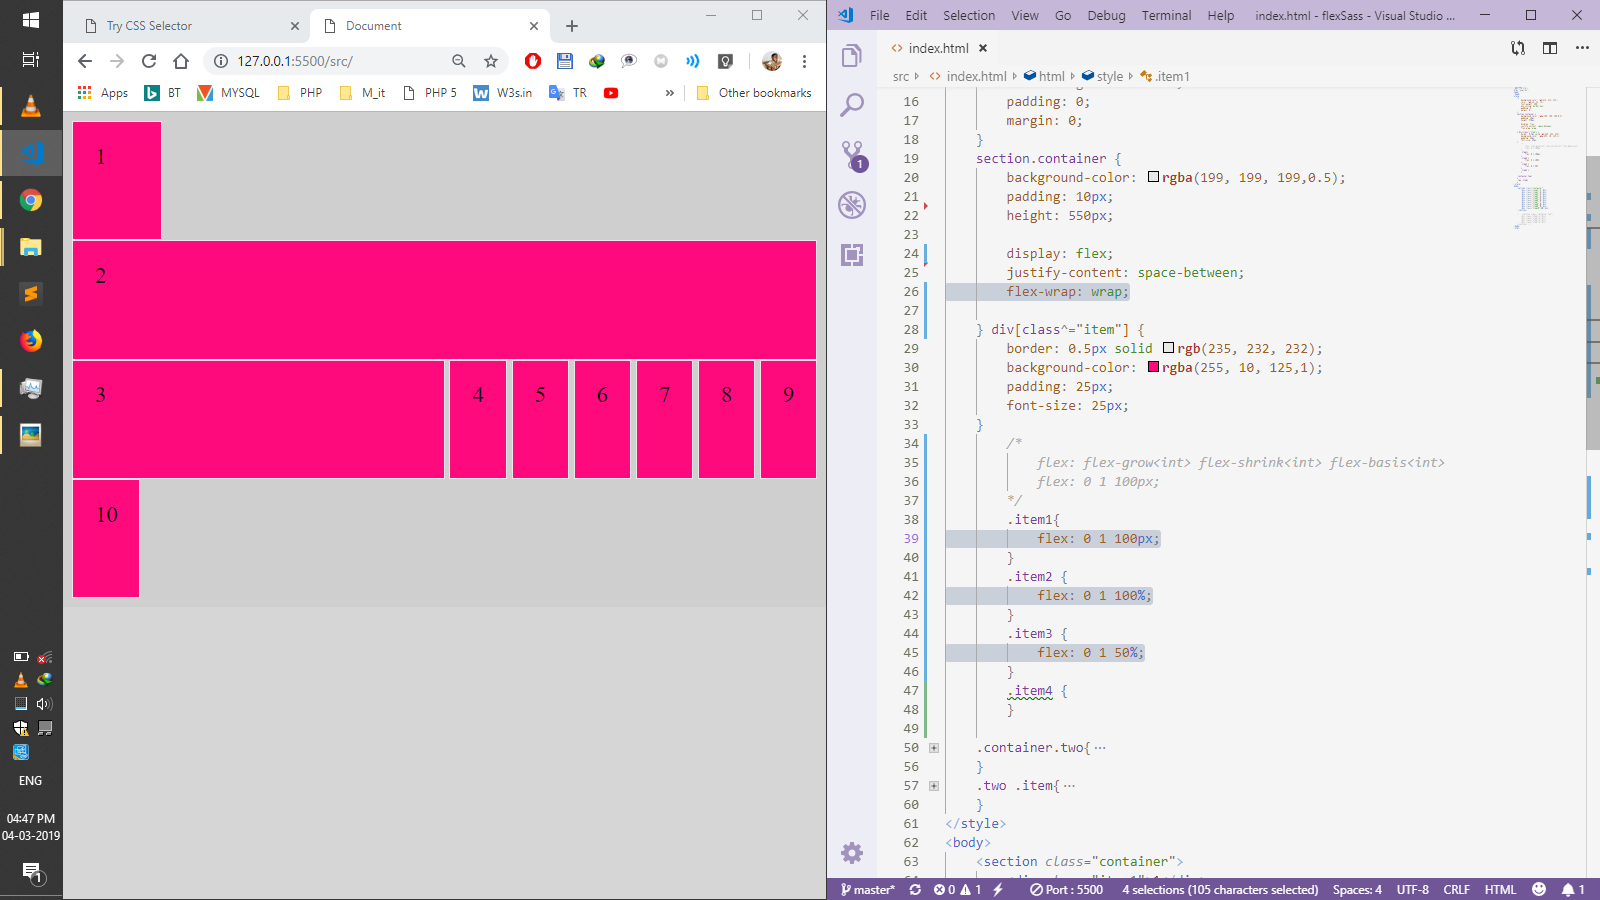 Try CSS Selector
Document
127.0.0.1:5500/src/
Apps BT MYSQL PHP M_it PHP 5 W3s.in TR » Other bookmarks
1
2
3 4 5 6 7 8 9
10
ENG
04:47 PM
04-03-2019
1
File Edit Selection View Go Debug Terminal Help index.html - flexSass - Visual Studio ...
index.html
src index.html html style .item1
1
16 padding: 0;
17 margin: 0;
18 }
19 section.container {
20 background-color: rgba(199, 199, 199,0.5);
21 padding: 10px;
22 height: 550px;
23
24 display: flex;
25 justify-content: space-between;
26 flex-wrap: wrap;
27
28 } div[class^="item"] {
29 border: 0.5px solid rgb(235, 232, 232);
30 background-color: rgba(255, 10, 125,1);
31 padding: 25px;
32 font-size: 25px;
33 }
34 /*
35 flex: flex-grow<int> flex-shrink<int> flex-basis<int>
36 flex: 0 1 100px;
37 */
38 .item1{
39 flex: 0 1 100px;
40 }
41 .item2 {
42 flex: 0 1 100%;
43 }
44 .item3 {
45 flex: 0 1 50%;
46 }
47 .item4 {
48 }
49
50 .container.two{ ...
56 }
57 .two .item{ ...
60 }
61 </style>
62 <body>
63 <section class="container">
master* 0 1 Port : 5500 4 selections (105 characters selected) Spaces: 4 UTF-8 CRLF HTML 1